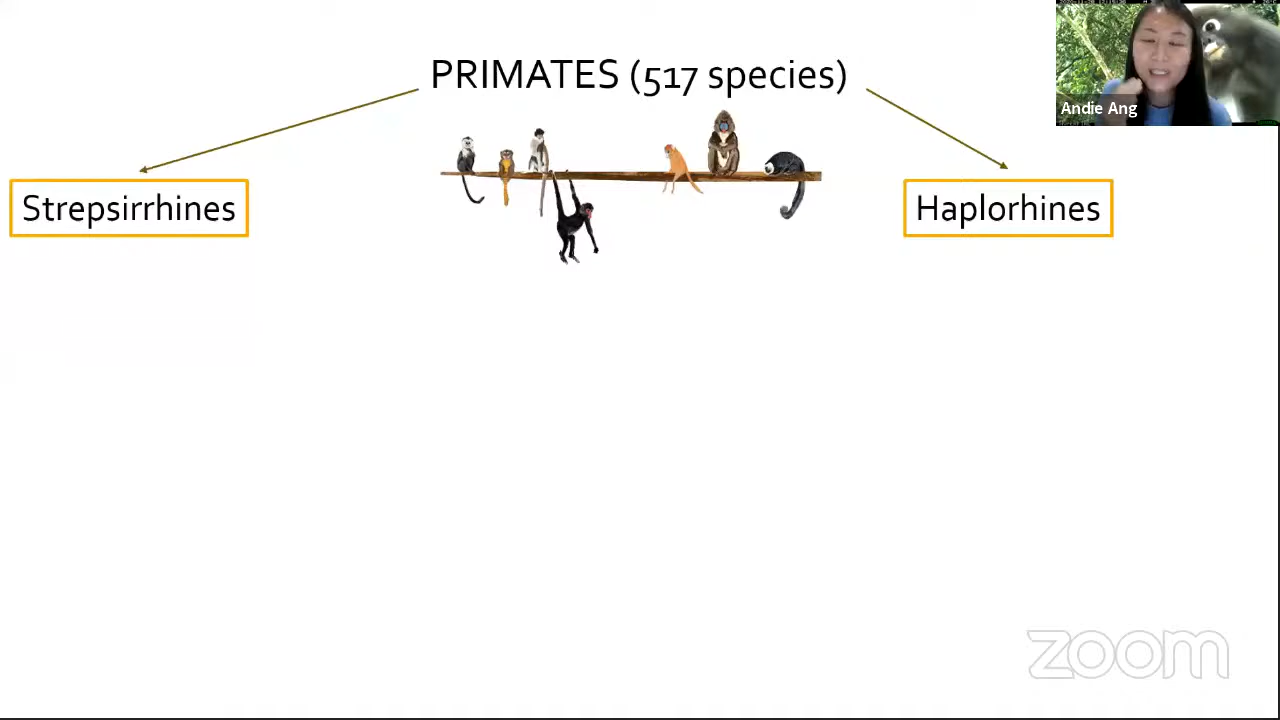 PRIMATES (517 species)
Andie Ang
Strepsirrhines
Haplorhines
zoom